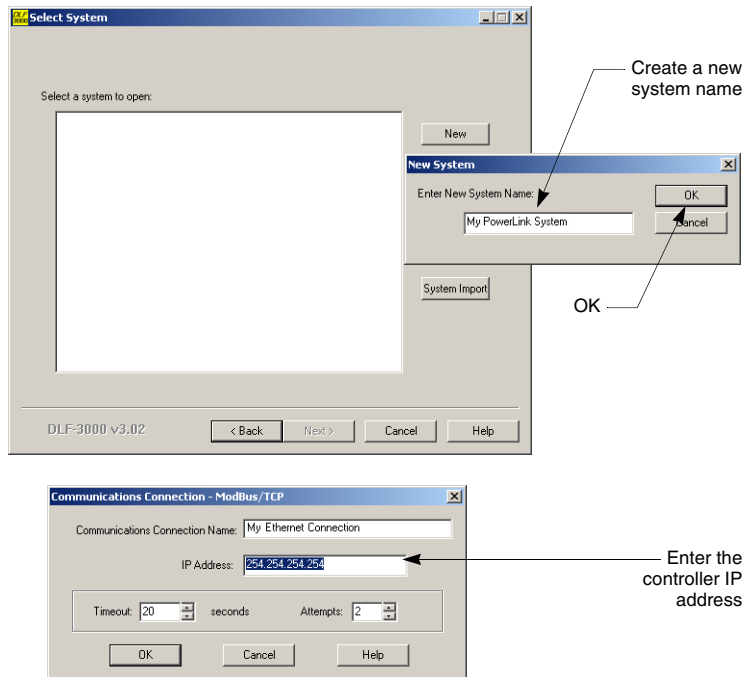 DLF 3000 Select System
Select a system to open:
New
Create a new
system name
New System
Enter New System Name:
OK
My PowerLink System
Cancel
System Import
OK
DLF-3000 v3.02
< Back
Next >
Cancel
Help
Communications Connection - ModBus/TCP
Communications Connection Name: My Ethernet Connection
IP Address: 254.254.254.254
Enter the
controller IP
address
Timeout: 20 seconds Attempts: 2
OK
Cancel
Help